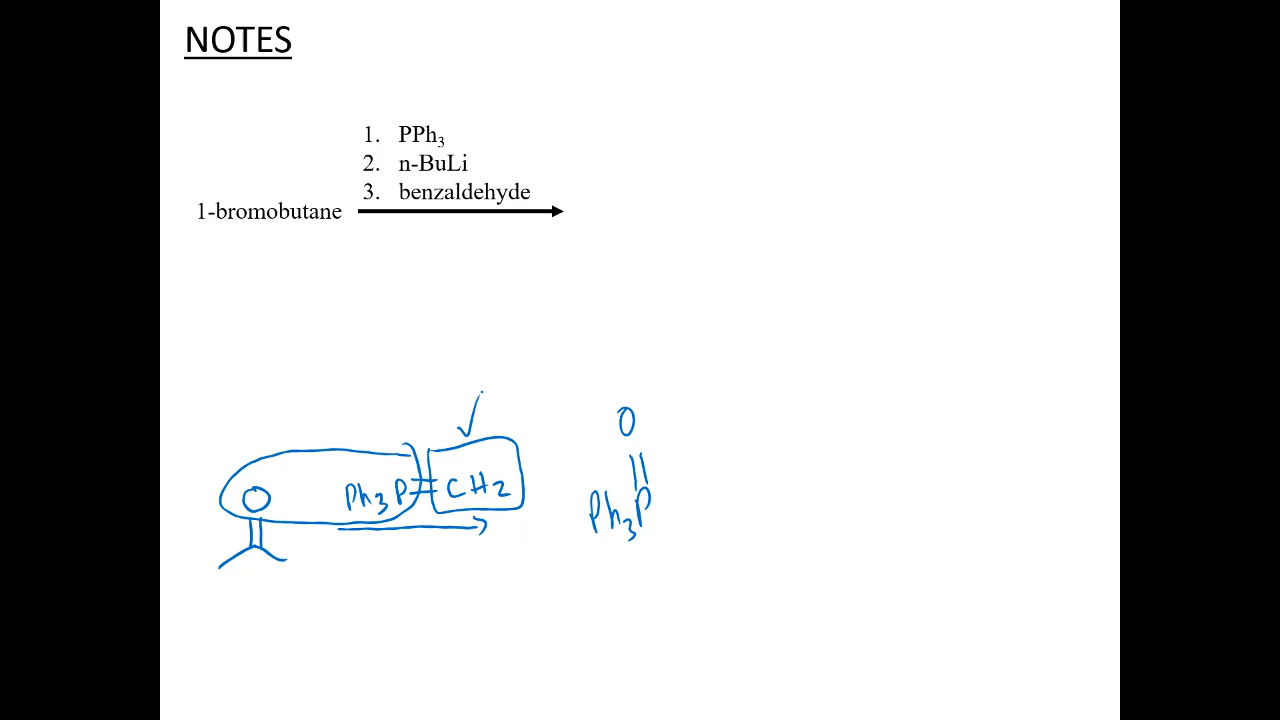 NOTES
1. PPh₃
2. n-BuLi
3. benzaldehyde
1-bromobutane
O
Ph₃P=CH₂
O
Ph₃P